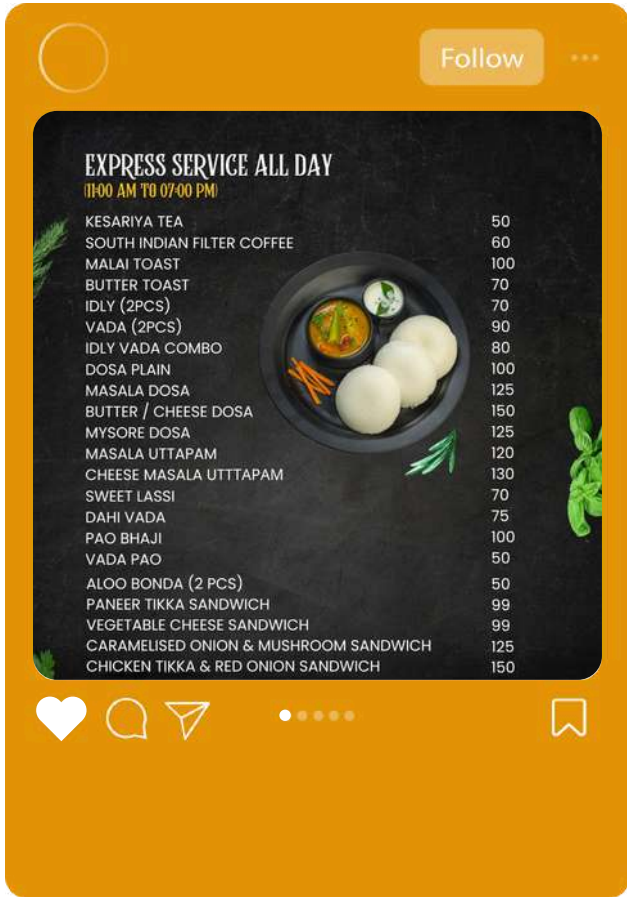 Follow
EXPRESS SERVICE ALL DAY
(11:00 AM TO 07:00 PM)
KESARIYA TEA 50
SOUTH INDIAN FILTER COFFEE 60
MALAI TOAST 100
BUTTER TOAST 70
IDLY (2PCS) 70
VADA (2PCS) 90
IDLY VADA COMBO 80
DOSA PLAIN 100
MASALA DOSA 125
BUTTER / CHEESE DOSA 150
MYSORE DOSA 125
MASALA UTTAPAM 120
CHEESE MASALA UTTTAPAM 130
SWEET LASSI 70
DAHI VADA 75
PAO BHAJI 100
VADA PAO 50
ALOO BONDA (2 PCS) 50
PANEER TIKKA SANDWICH 99
VEGETABLE CHEESE SANDWICH 99
CARAMELISED ONION & MUSHROOM SANDWICH 125
CHICKEN TIKKA & RED ONION SANDWICH 150